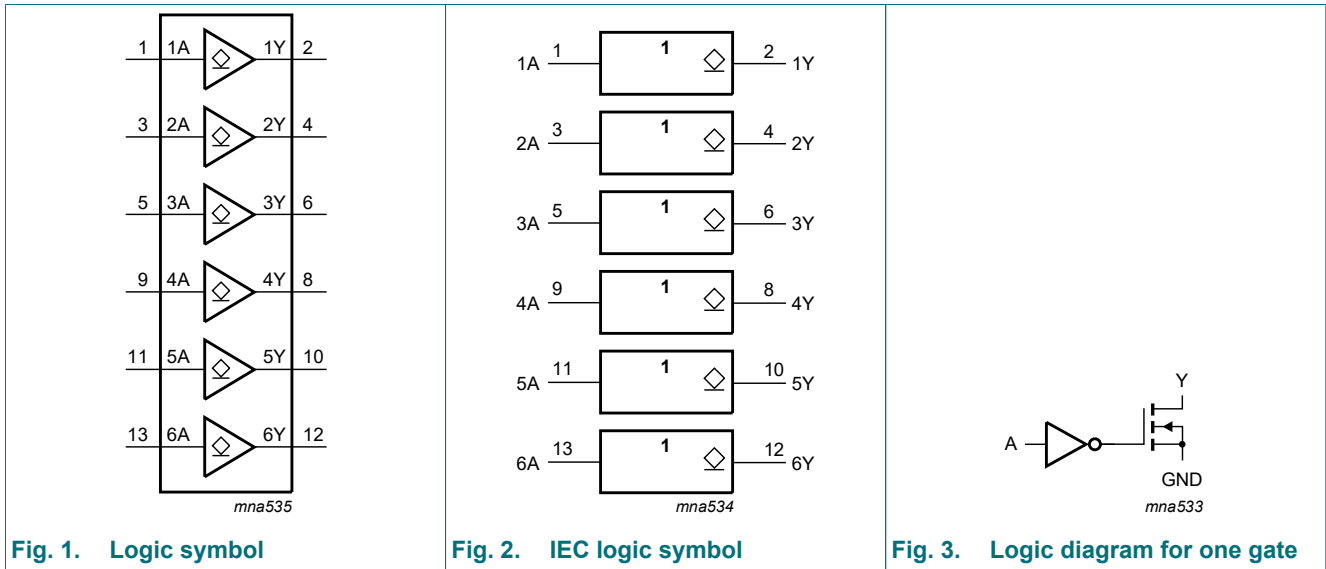 1 1A 1Y 2
3 2A 2Y 4
5 3A 3Y 6
9 4A 4Y 8
11 5A 5Y 10
13 6A 6Y 12
mna535
Fig. 1. Logic symbol
1A 1 1 2 1Y
2A 3 1 4 2Y
3A 5 1 6 3Y
4A 9 1 8 4Y
5A 11 1 10 5Y
6A 13 1 12 6Y
mna534
Fig. 2. IEC logic symbol
Y
A
GND
mna533
Fig. 3. Logic diagram for one gate